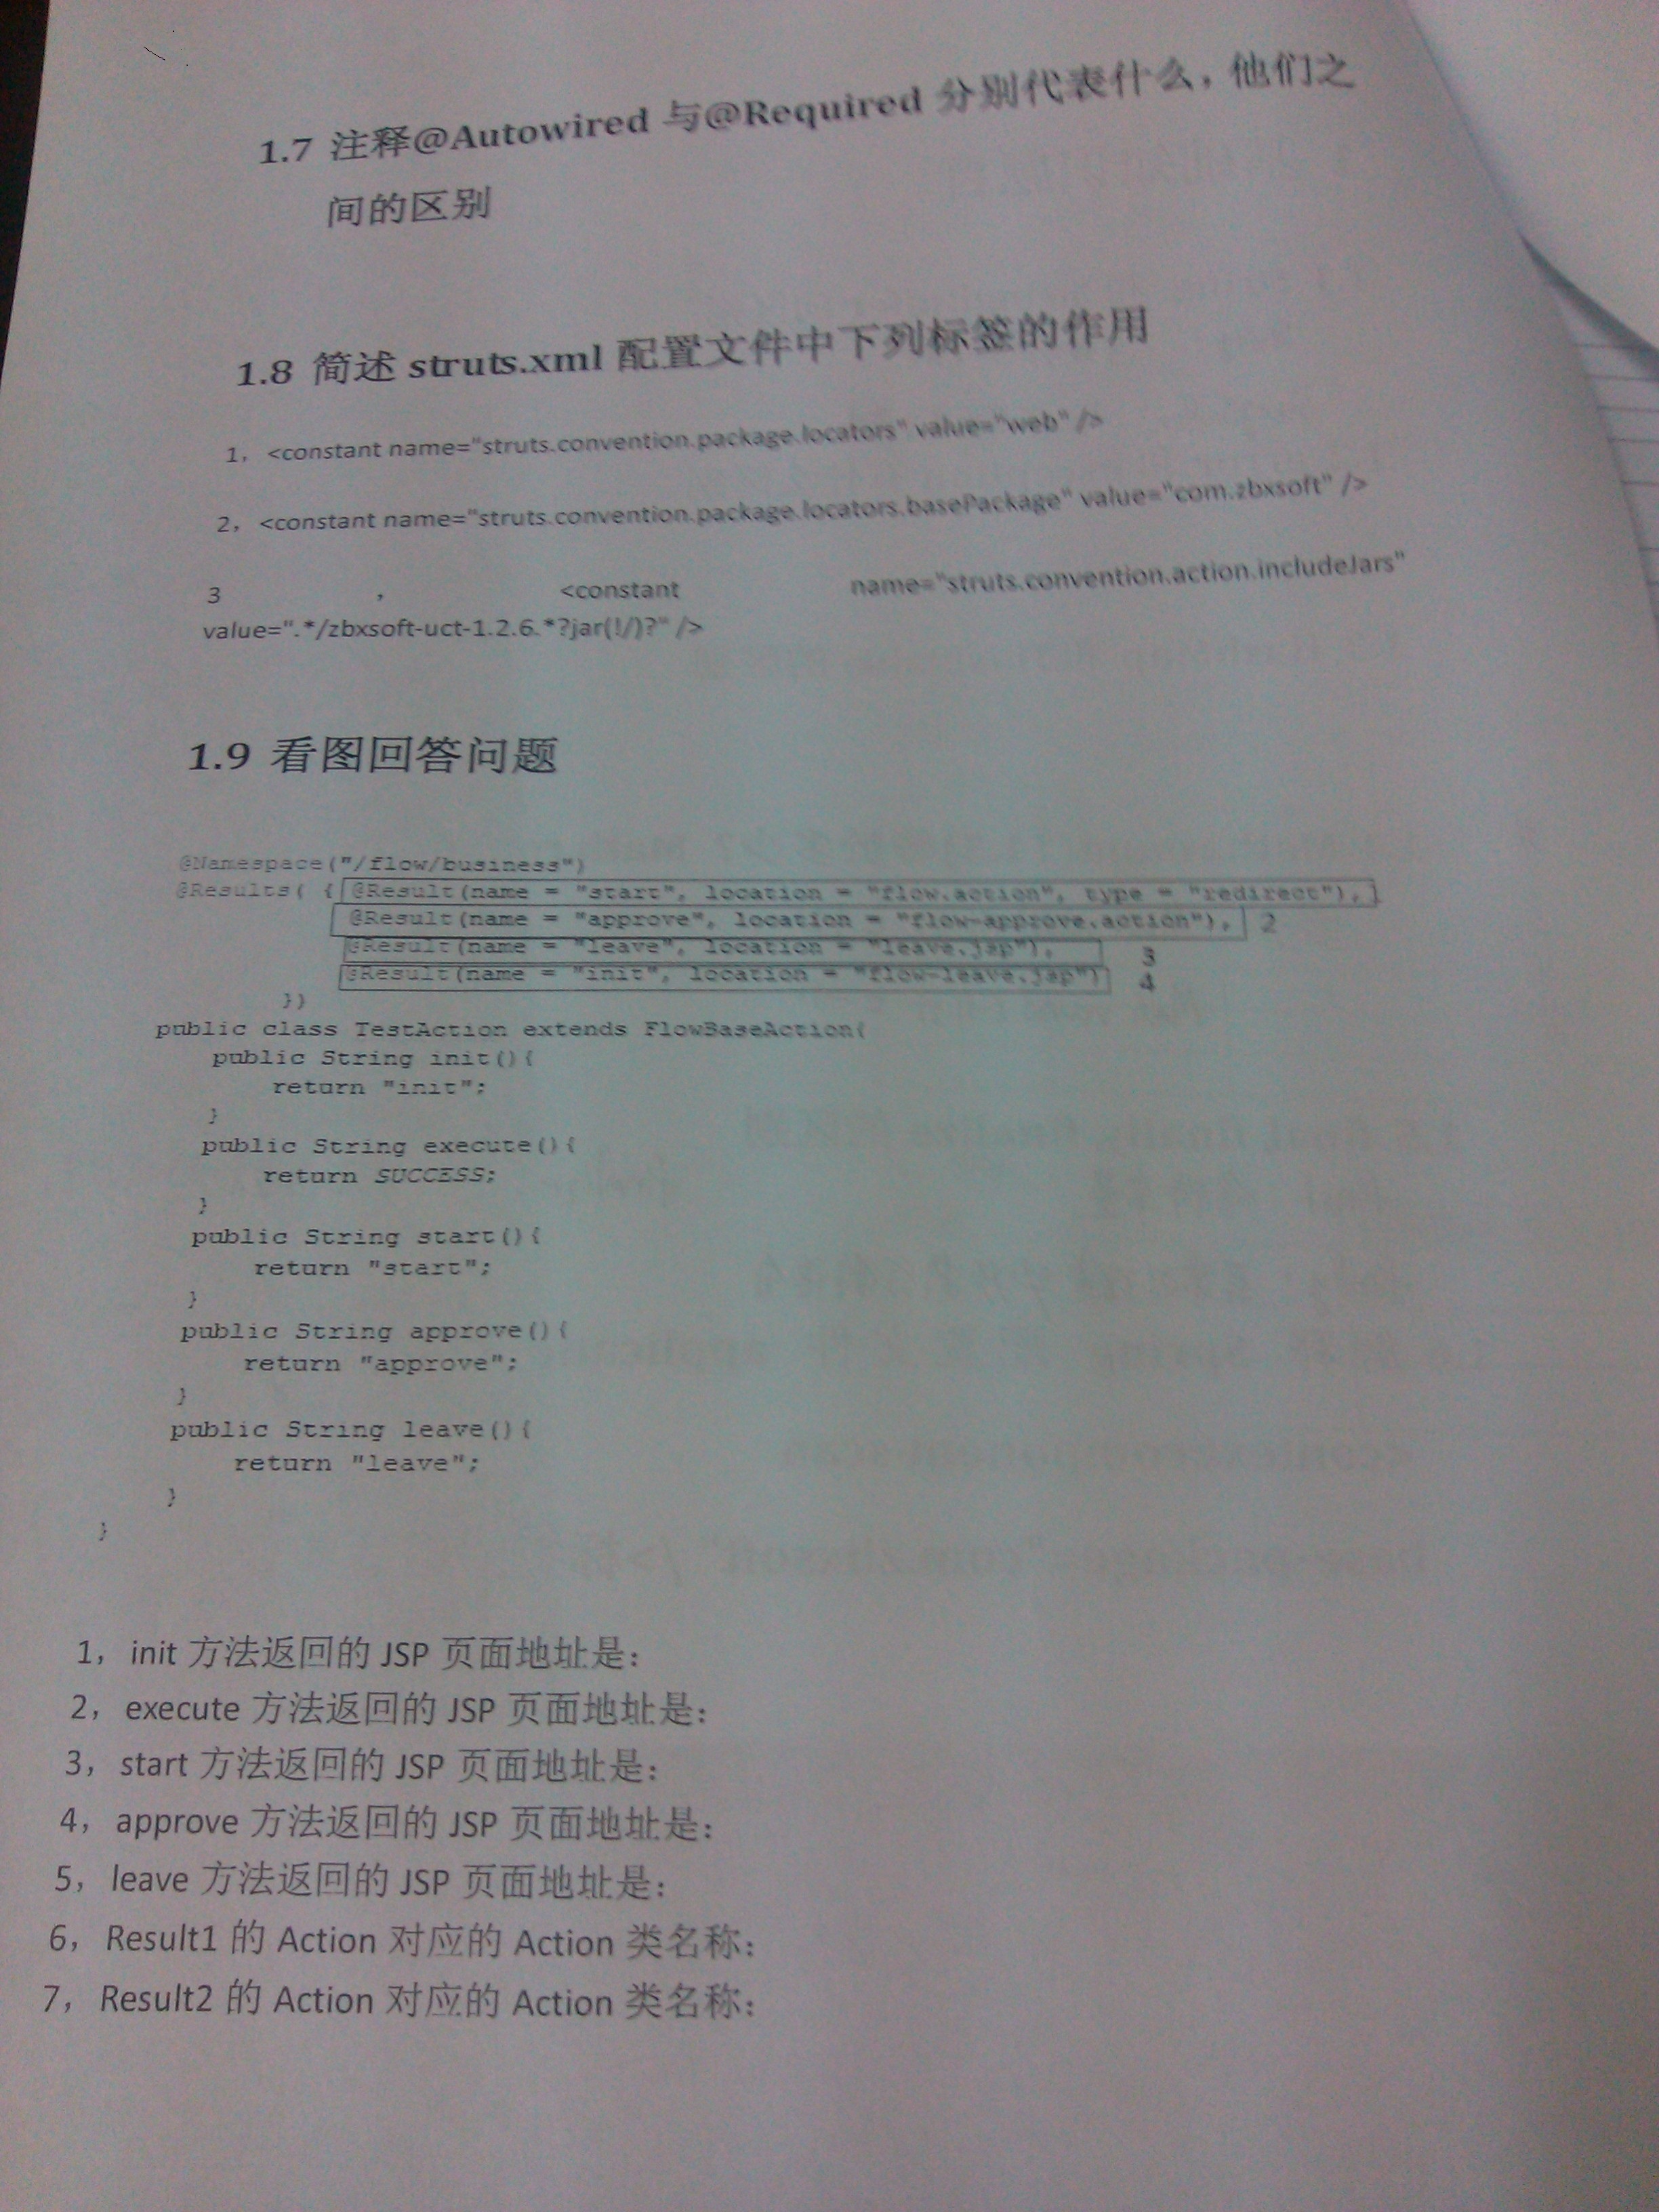 1.7 注释@Autowired 与@Required 分别代表什么，他们之
间的区别
1.8 简述 struts.xml 配置文件中下列标签的作用
1，<constant name="struts.convention.package.locators" value="web" />
2，<constant name="struts.convention.package.locators.basePackage" value="com.zbxsoft" />
3 ， <constant name="struts.convention.action.includeJars"
value=".*/zbxsoft-uct-1.2.6.*?jar(!/)?" />
1.9 看图回答问题
@Namespace("/flow/business")
@Results( { @Result(name = "start", location = "flow.action", type = "redirect"), 1
@Result(name = "approve", location = "flow-approve.action"), 2
@Result(name = "leave", location = "leave.jsp"), 3
@Result(name = "init", location = "flow-leave.jsp") 4
})
public class TestAction extends FlowBaseAction{
public String init(){
return "init";
}
public String execute(){
return SUCCESS;
}
public String start(){
return "start";
}
public String approve(){
return "approve";
}
public String leave(){
return "leave";
}
}
1，init 方法返回的 JSP 页面地址是：
2，execute 方法返回的 JSP 页面地址是：
3，start 方法返回的 JSP 页面地址是：
4，approve 方法返回的 JSP 页面地址是：
5，leave 方法返回的 JSP 页面地址是：
6，Result1 的 Action 对应的 Action 类名称：
7，Result2 的 Action 对应的 Action 类名称：